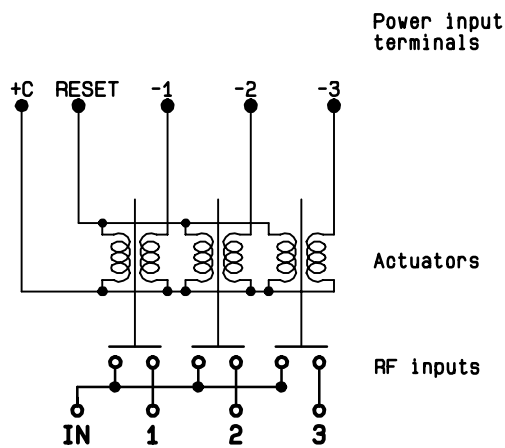 Power input
terminals
+C RESET -1 -2 -3
Actuators
RF inputs
IN 1 2 3